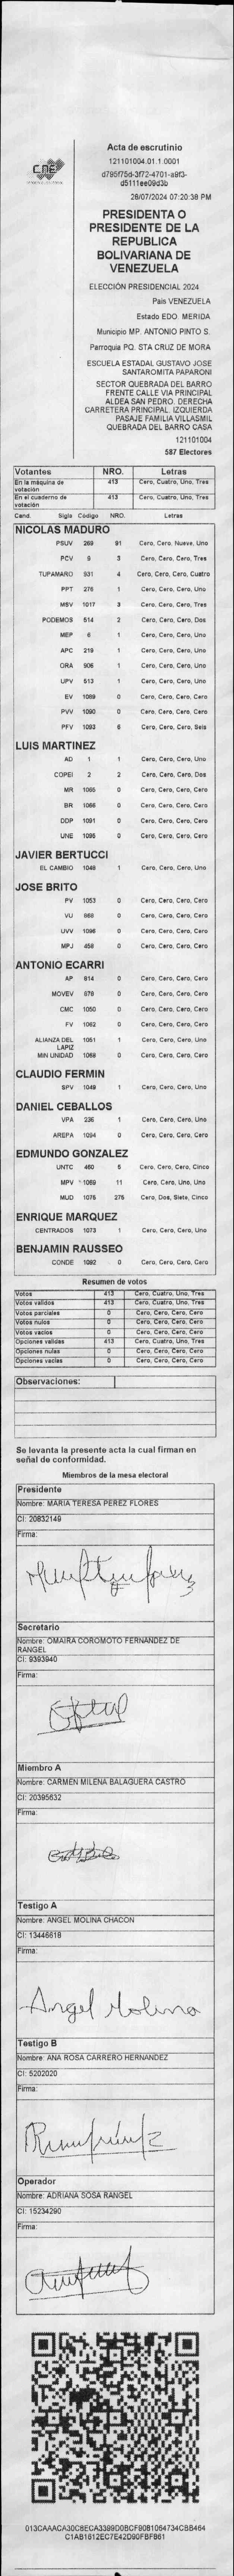 CNE
Acta de escrutinio
121101004.01.1.0001
d795f75d-3f72-4701-a9f3-
d5111ee09d3b
28/07/2024 07:20:38 PM
PRESIDENTA O
PRESIDENTE DE LA
REPUBLICA
BOLIVARIANA DE
VENEZUELA
ELECCIÓN PRESIDENCIAL 2024
País VENEZUELA
Estado EDO. MERIDA
Municipio MP. ANTONIO PINTO S.
Parroquia PQ. STA CRUZ DE MORA
ESCUELA ESTADAL GUSTAVO JOSE
SANTAROMITA PAPARONI
SECTOR QUEBRADA DEL BARRO
FRENTE CALLE VIA PRINCIPAL
ALDEA SAN PEDRO. DERECHA
CARRETERA PRINCIPAL. IZQUIERDA
PASAJE FAMILIA VILLASMIL
QUEBRADA DEL BARRO CASA
121101004
587 Electores
Votantes NRO. Letras
En la máquina de votación 413 Cero, Cuatro, Uno, Tres
En el cuaderno de votación 413 Cero, Cuatro, Uno, Tres
Cand. Sigla Código NRO. Letras
NICOLAS MADURO
PSUV 269 91 Cero, Cero, Nueve, Uno
PCV 9 3 Cero, Cero, Cero, Tres
TUPAMARO 931 4 Cero, Cero, Cero, Cuatro
PPT 276 1 Cero, Cero, Cero, Uno
MSV 1017 3 Cero, Cero, Cero, Tres
PODEMOS 514 2 Cero, Cero, Cero, Dos
MEP 6 1 Cero, Cero, Cero, Uno
APC 219 1 Cero, Cero, Cero, Uno
ORA 906 1 Cero, Cero, Cero, Uno
UPV 513 1 Cero, Cero, Cero, Uno
EV 1089 0 Cero, Cero, Cero, Cero
PVV 1090 0 Cero, Cero, Cero, Cero
PFV 1093 6 Cero, Cero, Cero, Seis
LUIS MARTINEZ
AD 1 1 Cero, Cero, Cero, Uno
COPEI 2 2 Cero, Cero, Cero, Dos
MR 1065 0 Cero, Cero, Cero, Cero
BR 1066 0 Cero, Cero, Cero, Cero
DDP 1091 0 Cero, Cero, Cero, Cero
UNE 1095 0 Cero, Cero, Cero, Cero
JAVIER BERTUCCI
EL CAMBIO 1048 1 Cero, Cero, Cero, Uno
JOSE BRITO
PV 1053 0 Cero, Cero, Cero, Cero
VU 868 0 Cero, Cero, Cero, Cero
UVV 1096 0 Cero, Cero, Cero, Cero
MPJ 458 0 Cero, Cero, Cero, Cero
ANTONIO ECARRI
AP 814 0 Cero, Cero, Cero, Cero
MOVEV 879 0 Cero, Cero, Cero, Cero
CMC 1050 0 Cero, Cero, Cero, Cero
FV 1062 0 Cero, Cero, Cero, Cero
ALIANZA DEL LAPIZ 1051 1 Cero, Cero, Cero, Uno
MIN UNIDAD 1068 0 Cero, Cero, Cero, Cero
CLAUDIO FERMIN
SPV 1049 1 Cero, Cero, Cero, Uno
DANIEL CEBALLOS
VPA 236 1 Cero, Cero, Cero, Uno
AREPA 1094 0 Cero, Cero, Cero, Cero
EDMUNDO GONZALEZ
UNTC 460 5 Cero, Cero, Cero, Cinco
MPV 1069 11 Cero, Cero, Uno, Uno
MUD 1075 275 Cero, Dos, Siete, Cinco
ENRIQUE MARQUEZ
CENTRADOS 1073 1 Cero, Cero, Cero, Uno
BENJAMIN RAUSSEO
CONDE 1092 0 Cero, Cero, Cero, Cero
Resumen de votos
Votos 413 Cero, Cuatro, Uno, Tres
Votos validos 413 Cero, Cuatro, Uno, Tres
Votos parciales 0 Cero, Cero, Cero, Cero
Votos nulos 0 Cero, Cero, Cero, Cero
Votos vacios 0 Cero, Cero, Cero, Cero
Opciones validas 413 Cero, Cuatro, Uno, Tres
Opciones nulas 0 Cero, Cero, Cero, Cero
Opciones vacias 0 Cero, Cero, Cero, Cero
Observaciones:
Se levanta la presente acta la cual firman en
señal de conformidad.
Miembros de la mesa electoral
Presidente
Nombre: MARIA TERESA PEREZ FLORES
CI: 20832149
Firma:
Secretario
Nombre: OMAIRA COROMOTO FERNANDEZ DE
RANGEL
CI: 9393940
Firma:
Miembro A
Nombre: CARMEN MILENA BALAGUERA CASTRO
CI: 20395632
Firma:
Testigo A
Nombre: ANGEL MOLINA CHACON
CI: 13446618
Firma:
Angel Molina
Testigo B
Nombre: ANA ROSA CARRERO HERNANDEZ
CI: 5202020
Firma:
Operador
Nombre: ADRIANA SOSA RANGEL
CI: 15234290
Firma:
013CAAACA30C8ECA3399D0BCF9081064734CBB464
C1AB1612EC7E42D90FBFB61